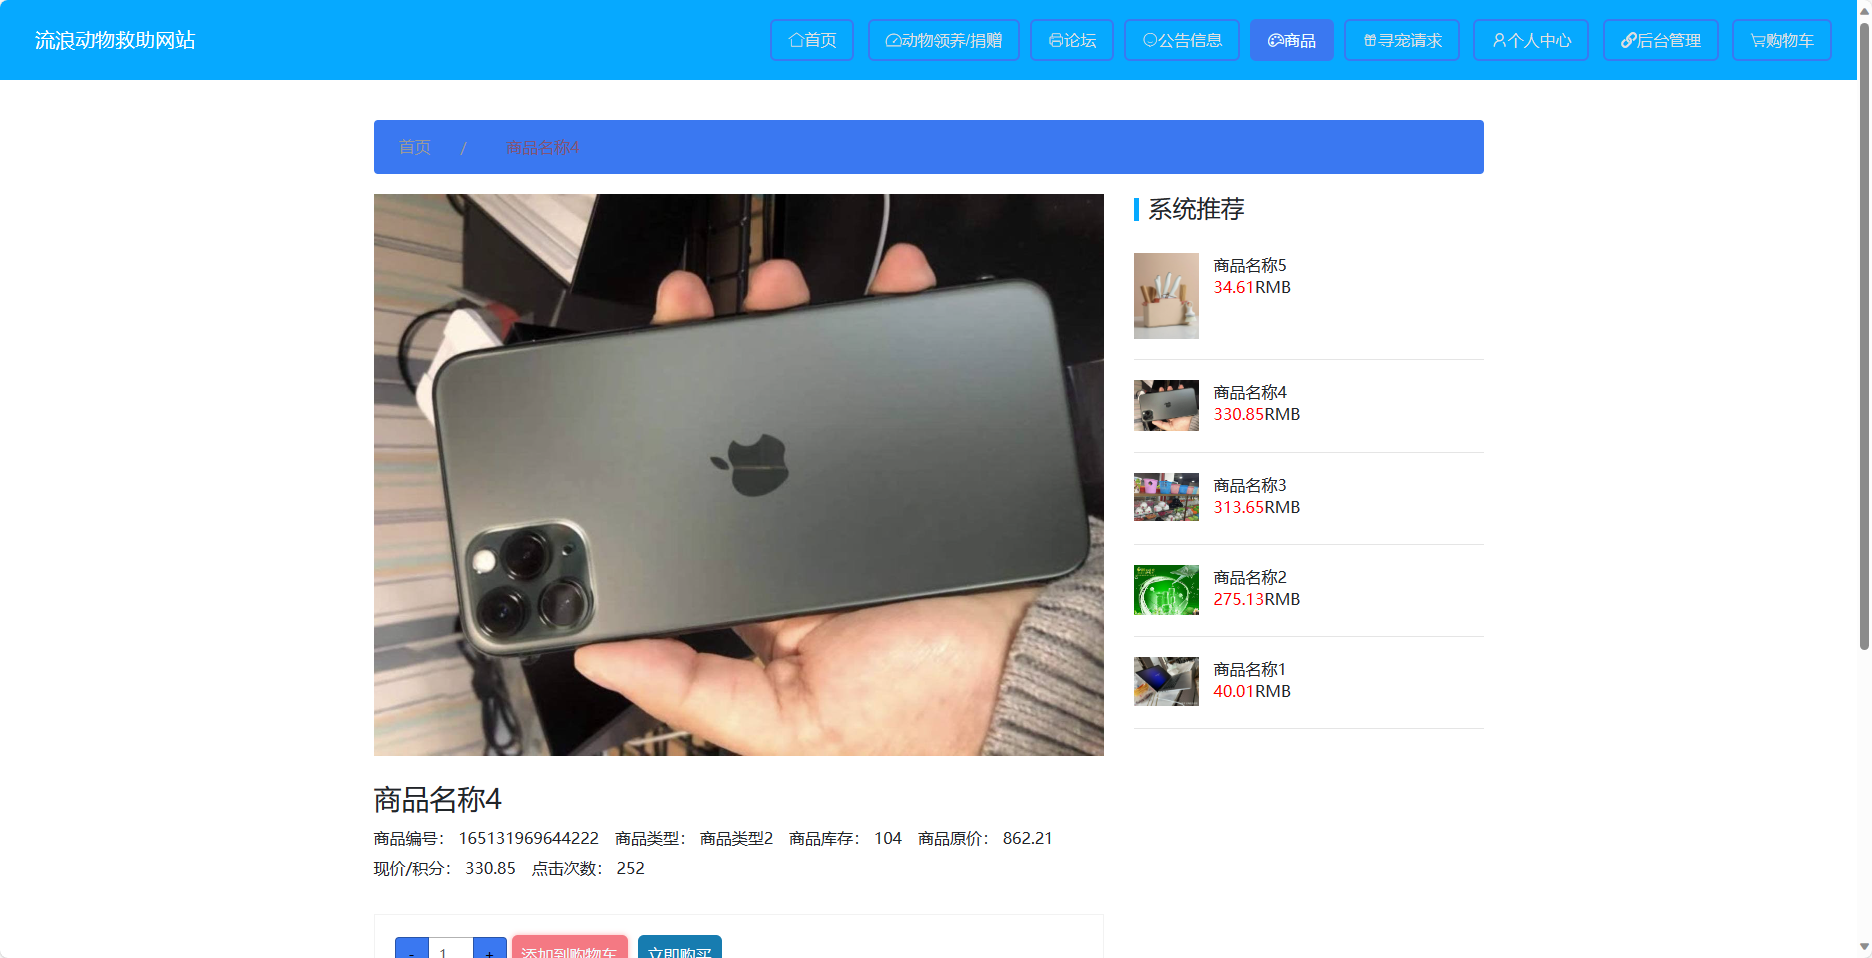 流浪动物救助网站
首页
动物领养/捐赠
论坛
公告信息
商品
寻宠请求
个人中心
后台管理
购物车
首页 / 商品名称4
系统推荐
商品名称5
34.61RMB
商品名称4
330.85RMB
商品名称3
313.65RMB
商品名称2
275.13RMB
商品名称1
40.01RMB
商品名称4
商品编号: 165131969644222 商品类型: 商品类型2 商品库存: 104 商品原价: 862.21
现价/积分: 330.85 点击次数: 252
- 1 + 添加到购物车 立即购买